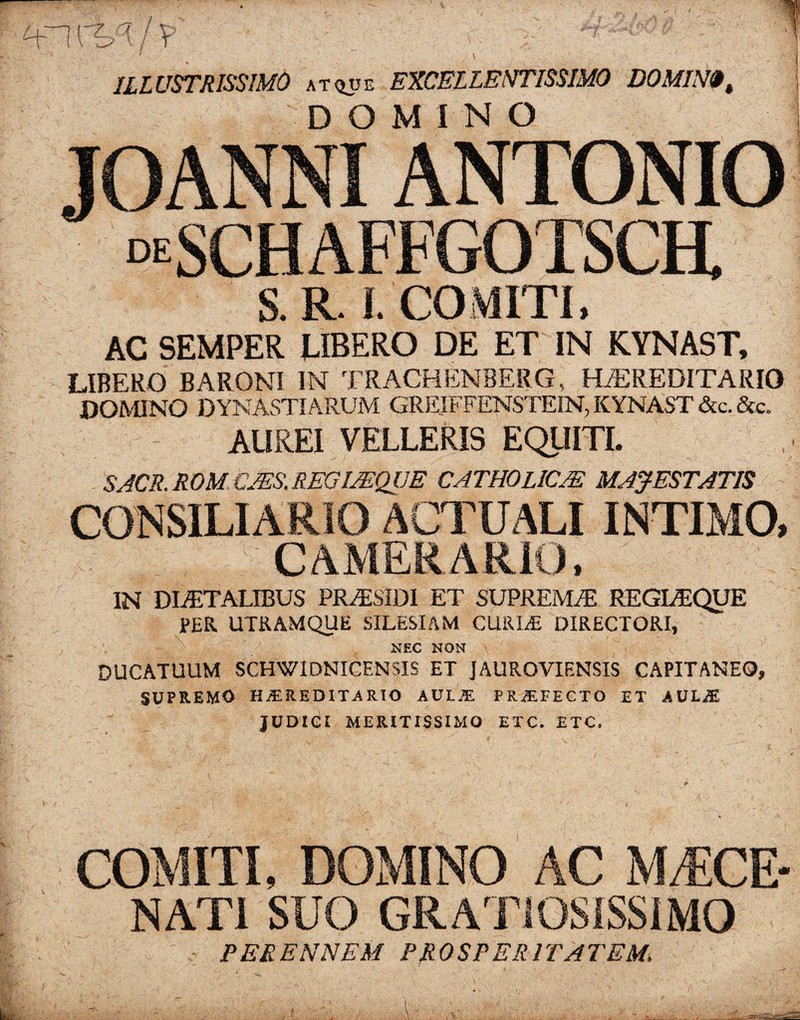 47139/P
42600
ILLUSTRISSIMO ATQUE EXCELLENTISSIMO DOMINO,
DOMINO
JOANNI ANTONIO
DE SCHAFFGOTSCH,
S. R. I. COMITI,
AC SEMPER LIBERO DE ET IN KYNAST,
LIBERO BARONI IN TRACHENBERG, HÆREDITARIO
DOMINO DYNASTIARUM GREIFFENSTEIN, KYNAST &c. &c.
AUREI VELLERIS EQUITI.
SACR. ROM. CÆS. REGIÆQUE CATHOLICÆ MAJESTATIS
CONSILIARIO ACTUALI INTIMO,
CAMERARIO,
IN DIÆTALIBUS PRÆSIDI ET SUPREMÆ REGIÆQUE
PER UTRAMQUE SILESIAM CURIÆ DIRECTORI,
NEC NON
DUCATUUM SCHWIDNICENSIS ET JAUROVIENSIS CAPITANEO,
SUPREMO HÆREDITARIO AULÆ PRÆFECTO ET AULÆ
JUDICI MERITISSIMO ETC. ETC.
COMITI, DOMINO AC MÆCE-
NATI SUO GRATIOSISSIMO
PERENNEM PROSPERITATEM.